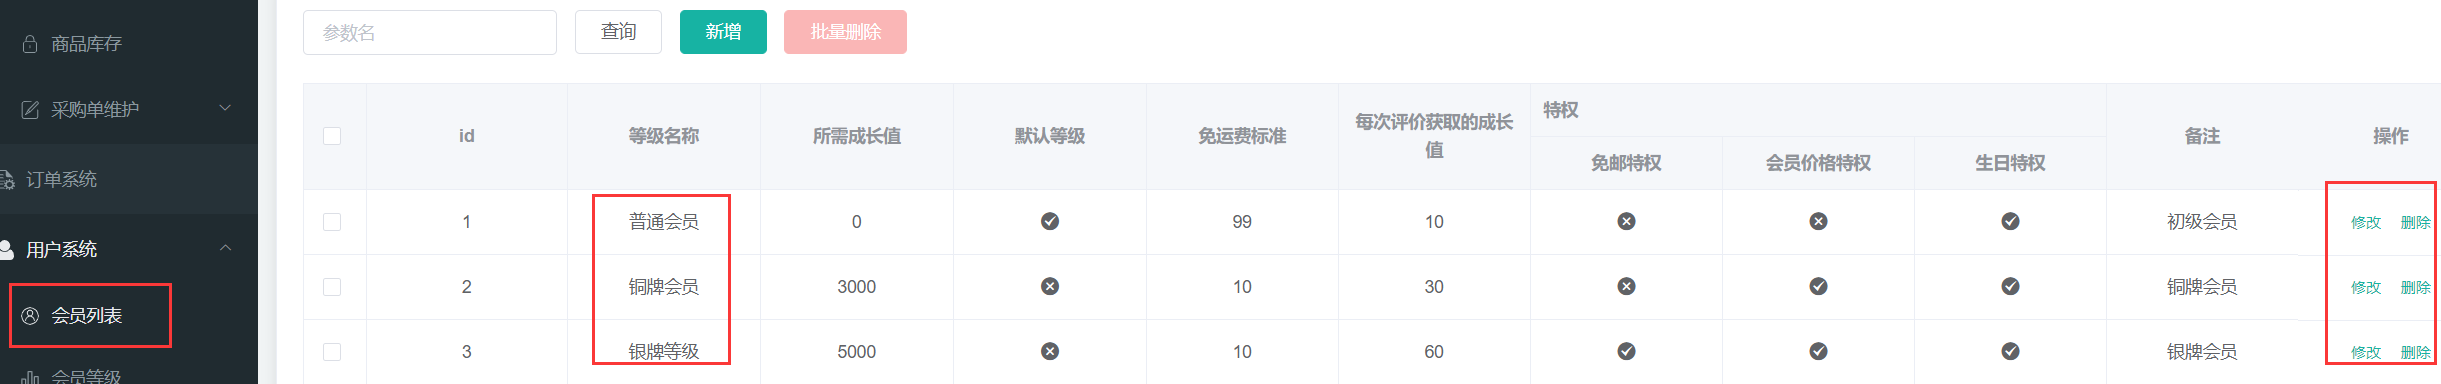 商品库存
采购单维护
订单系统
用户系统
会员列表
会员等级
参数名 查询 新增 批量删除
id 等级名称 所需成长值 默认等级 免运费标准 每次评价获取的成长值 特权 备注 操作
免邮特权 会员价格特权 生日特权
1 普通会员 0 99 10 初级会员 修改 删除
2 铜牌会员 3000 10 30 铜牌会员 修改 删除
3 银牌等级 5000 10 60 银牌会员 修改 删除